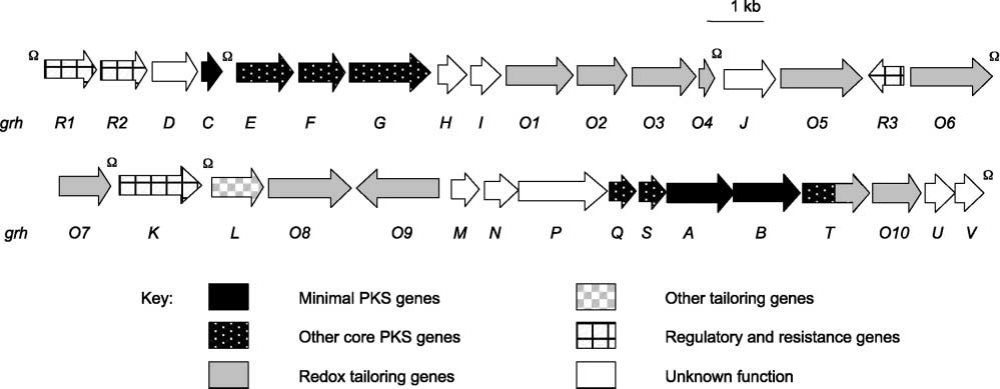 1 kb
Ω Ω Ω Ω
grh R1 R2 D C E F G H I O1 O2 O3 O4 J O5 R3 O6
Ω Ω Ω
grh O7 K L O8 O9 M N P Q S A B T O10 U V
Key: Minimal PKS genes Other tailoring genes
Other core PKS genes Regulatory and resistance genes
Redox tailoring genes Unknown function